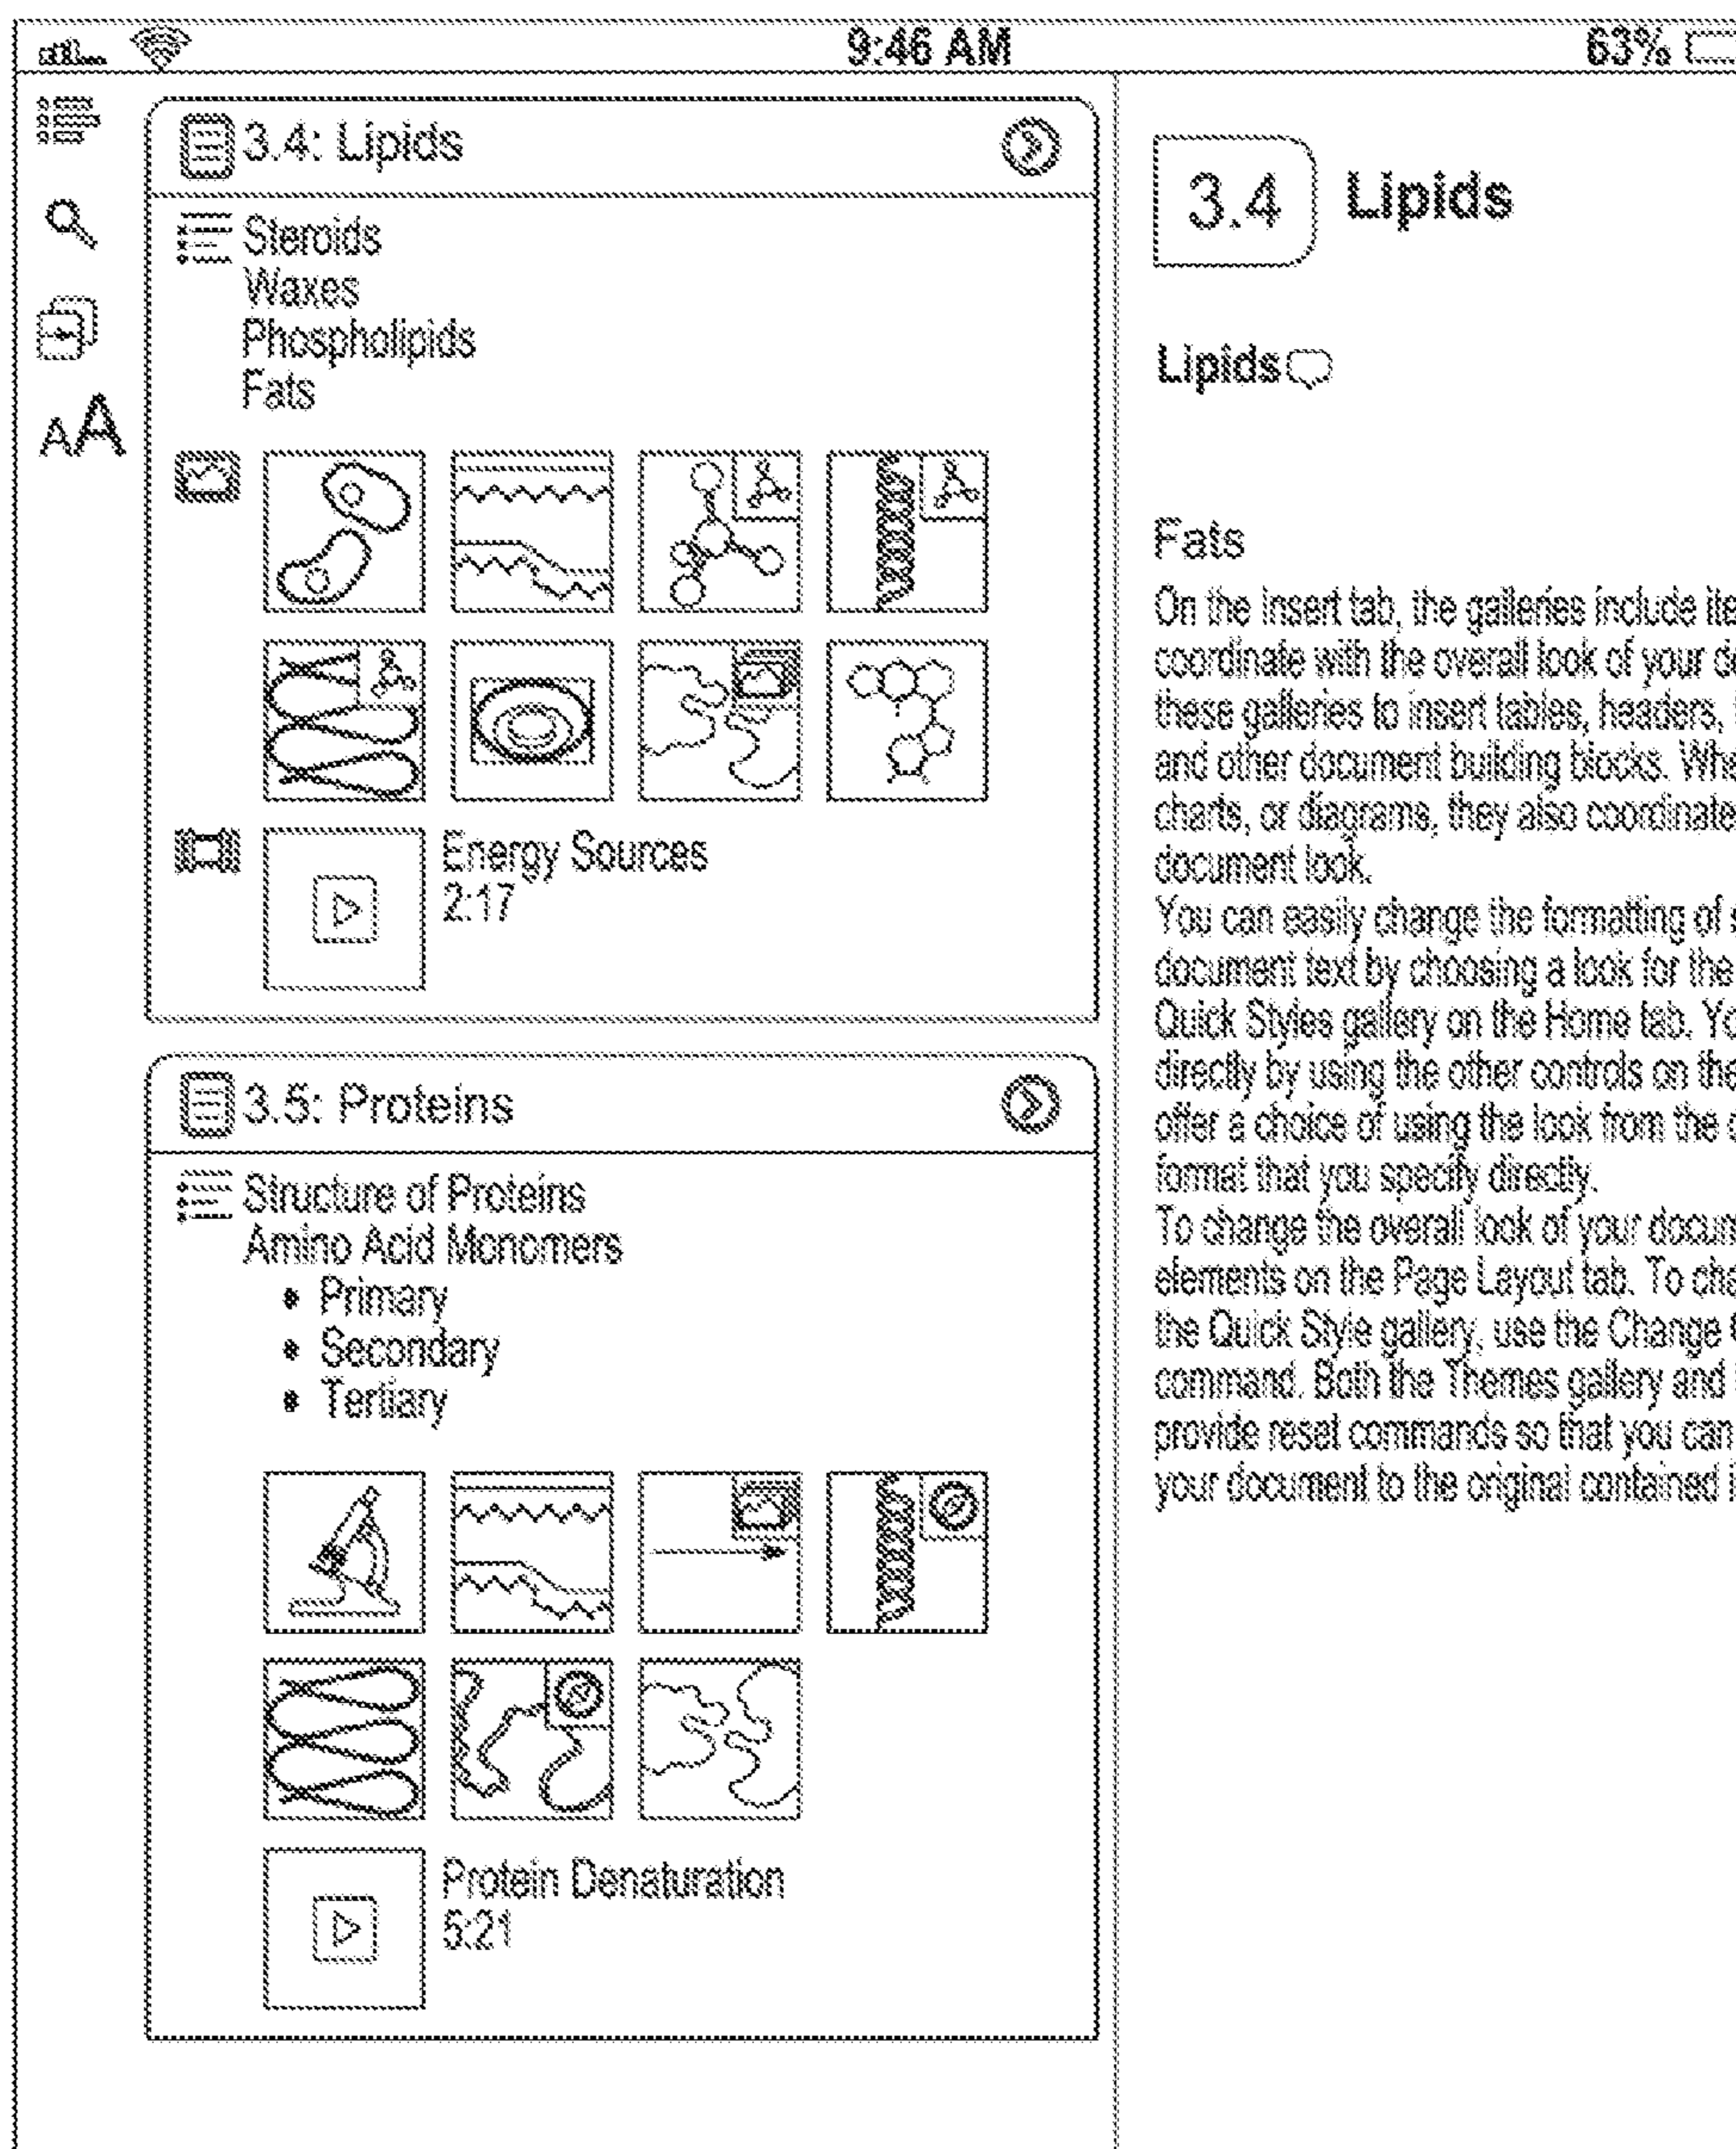 9:46 AM
63%
3.4: Lipids
Steroids
Waxes
Phospholipids
Fats
AA
Energy Sources
2:17
3.5: Proteins
Structure of Proteins
Amino Acid Monomers
• Primary
• Secondary
• Tertiary
Protein Denaturation
5:21
3.4 Lipids
Lipids
Fats
On the insert tab, the galleries include
coordinate with the overall look of your
these galleries to insert tables, headers,
and other document building blocks.
charts, or diagrams, they also coordinate
document look.
You can easily change the formatting of
document text by choosing a look for the
Quick Styles gallery on the Home tab.
directly by using the other controls on the
offer a choice of using the look from the
format that you specify directly.
To change the overall look of your
elements on the Page Layout tab. To
the Quick Style gallery, use the Change
command. Both the Themes gallery and
provide reset commands so that you can
your document to the original contained